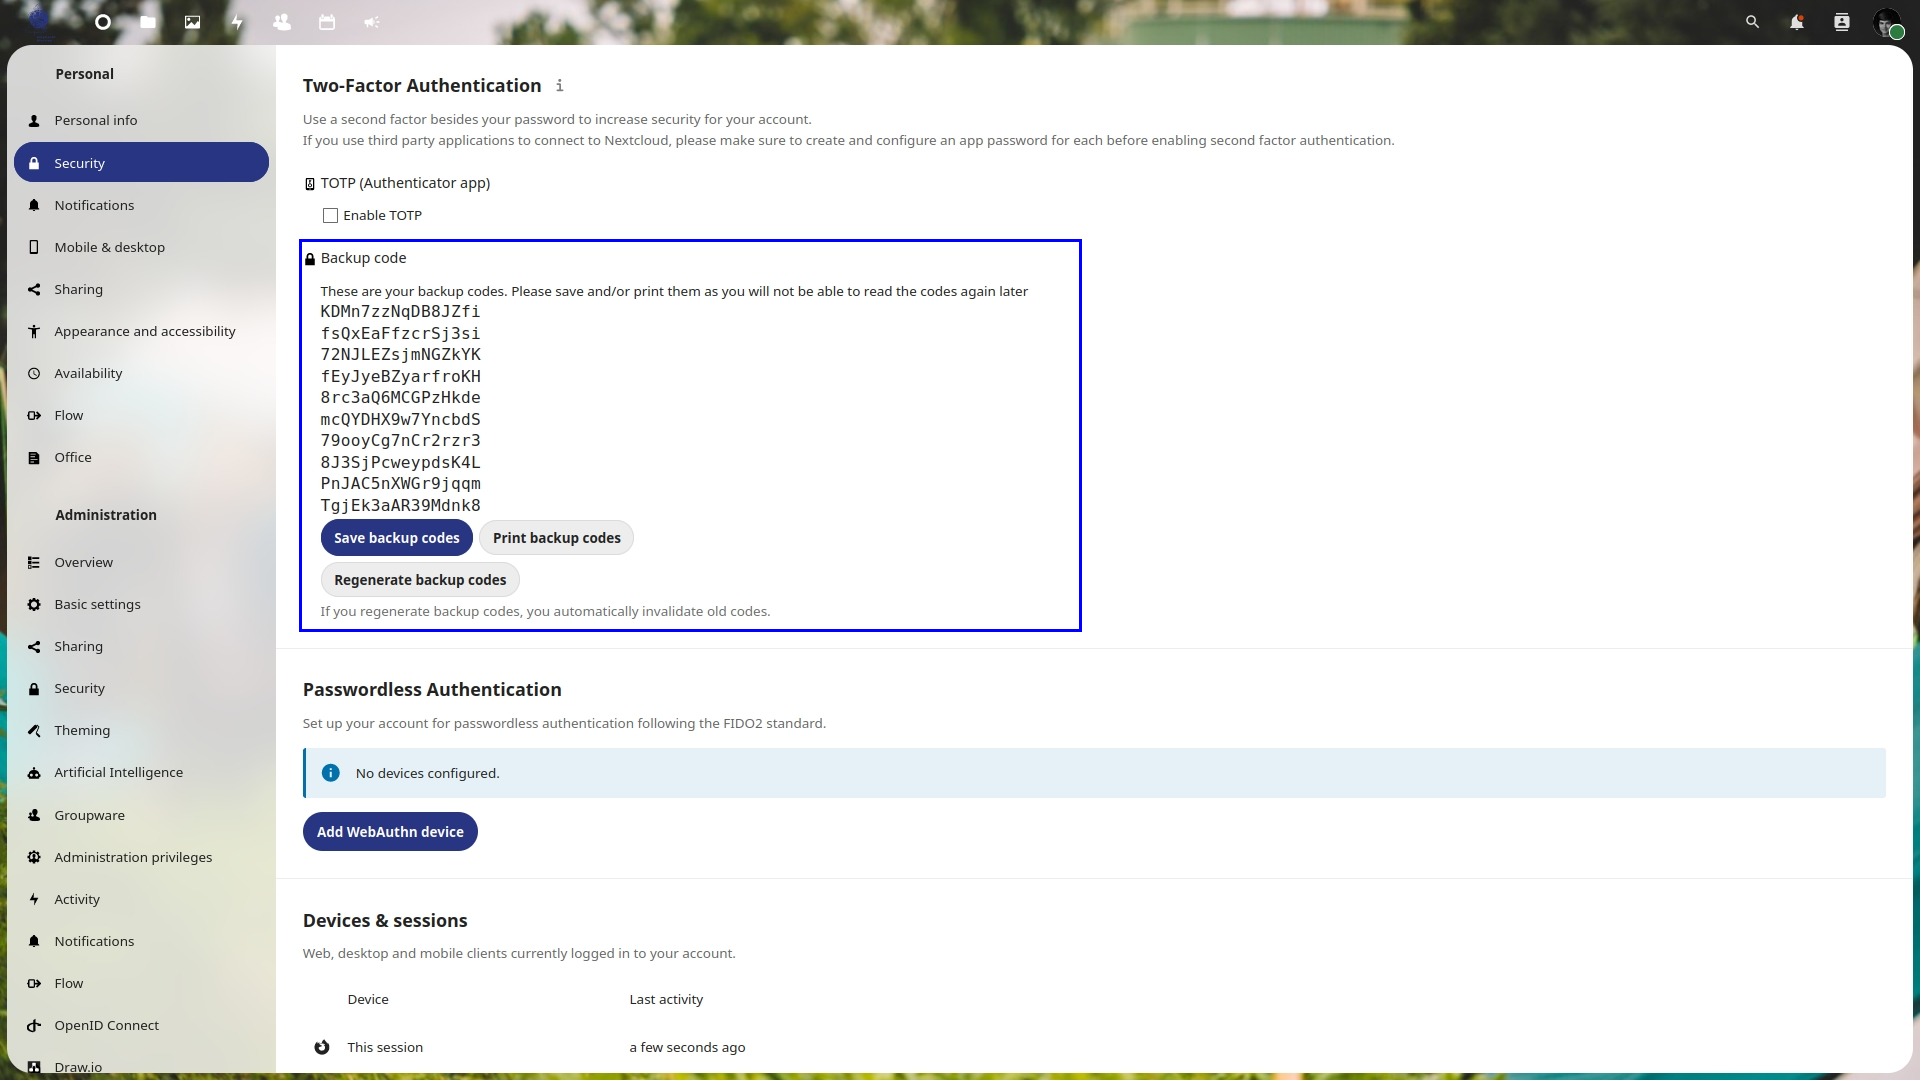 Personal
Personal info
Security
Notifications
Mobile & desktop
Sharing
Appearance and accessibility
Availability
Flow
Office
Administration
Overview
Basic settings
Sharing
Security
Theming
Artificial Intelligence
Groupware
Administration privileges
Activity
Notifications
Flow
OpenID Connect
Draw.io
Two-Factor Authentication
Use a second factor besides your password to increase security for your account.
If you use third party applications to connect to Nextcloud, please make sure to create and configure an app password for each before enabling second factor authentication.
TOTP (Authenticator app)
Enable TOTP
Backup code
These are your backup codes. Please save and/or print them as you will not be able to read the codes again later
KDMn7zzNqDB8JZfi
fsQxEaFfzcrSj3si
72NJLEZsjmNGZkYK
fEyJyeBZyarfroKH
8rc3aQ6MCGPzHkde
mcQYDHX9w7YncbdS
79ooyCg7nCr2rzr3
8J3SjPcweypdsK4L
PnJAC5nXWGr9jqqm
TgjEk3aAR39Mdnk8
Save backup codes
Print backup codes
Regenerate backup codes
If you regenerate backup codes, you automatically invalidate old codes.
Passwordless Authentication
Set up your account for passwordless authentication following the FIDO2 standard.
No devices configured.
Add WebAuthn device
Devices & sessions
Web, desktop and mobile clients currently logged in to your account.
Device Last activity
This session a few seconds ago